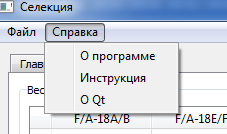 Селекция
Файл Справка
О программе
Инструкция
О Qt
F/A-18A/B F/A-18E/F